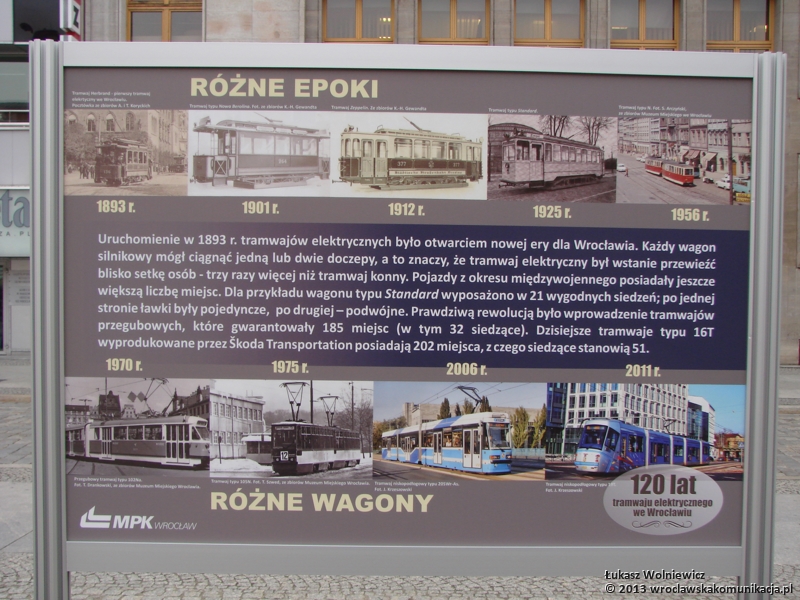 RÓŻNE EPOKI
Tramwaj typu Standard
1893 r.
1901 r.
1912 r.
1925 r.
1956 r.
Uruchomienie w 1893 r. tramwajów elektrycznych było otwarciem nowej ery dla Wrocławia. Każdy wagon
silnikowy mógł ciągnąć jedną lub dwie doczepy, a to znaczy, że tramwaj elektryczny był wstanie przewieźć
blisko setkę osób - trzy razy więcej niż tramwaj konny. Pojazdy z okresu międzywojennego posiadały jeszcze
większą liczbę miejsc. Dla przykładu wagonu typu Standard wyposażono w 21 wygodnych siedzeń; po jednej
stronie ławki były pojedyncze, po drugiej – podwójne. Prawdziwą rewolucją było wprowadzenie tramwajów
przegubowych, które gwarantowały 185 miejsc (w tym 32 siedzące). Dzisiejsze tramwaje typu 16T
wyprodukowane przez Škoda Transportation posiadają 202 miejsca, z czego siedzące stanowią 51.
1970 r.
1975 r.
2006 r.
2011 r.
RÓŻNE WAGONY
MPK WROCŁAW
120 lat
tramwaju elektrycznego
we Wrocławiu
Łukasz Wolniewicz
© 2013 wroclawskakomunikacja.pl